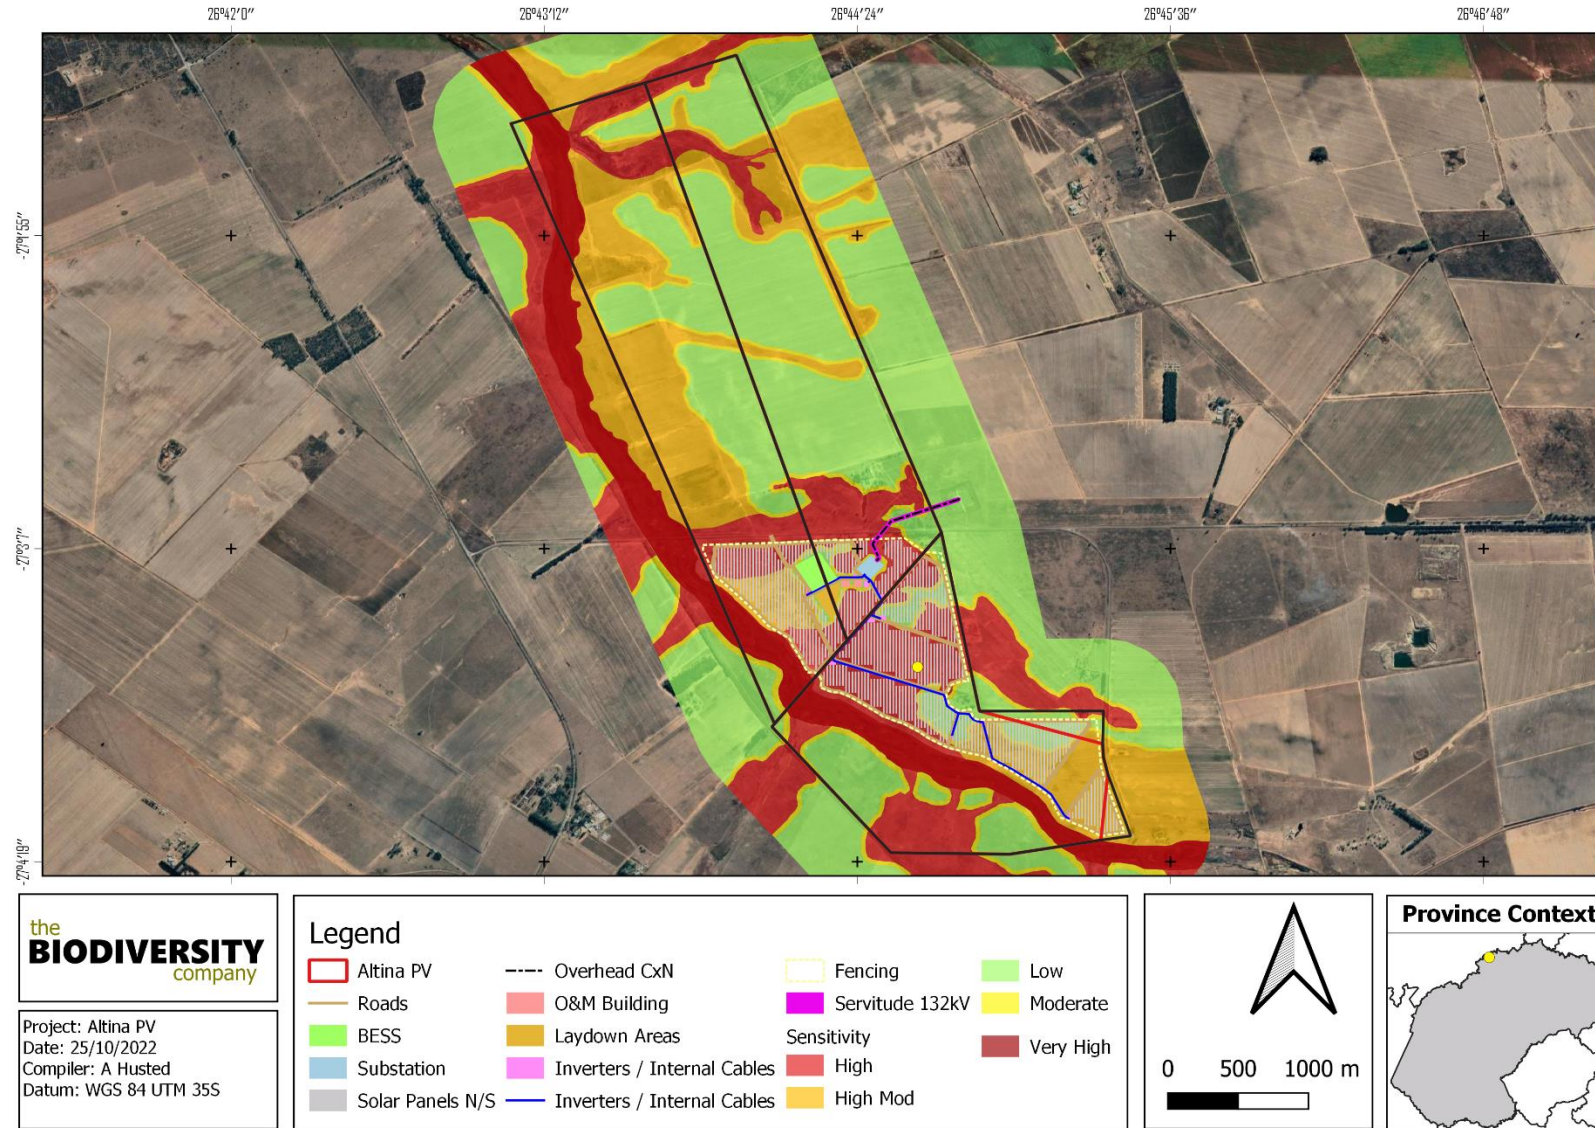 26°42'0"
26°43'12"
26°44'24"
26°45'36"
26°46'48"
-27°1'55"
-27°3'7"
-27°4'19"
the
BIODIVERSITY
company
Project: Altina PV
Date: 25/10/2022
Compiler: A Husted
Datum: WGS 84 UTM 35S
Legend
Altina PV
Roads
BESS
Substation
Solar Panels N/S
Overhead CxN
O&M Building
Laydown Areas
Inverters / Internal Cables
Inverters / Internal Cables
Fencing
Servitude 132kV
Sensitivity
High
High Mod
Low
Moderate
Very High
0 500 1000 m
Province Context